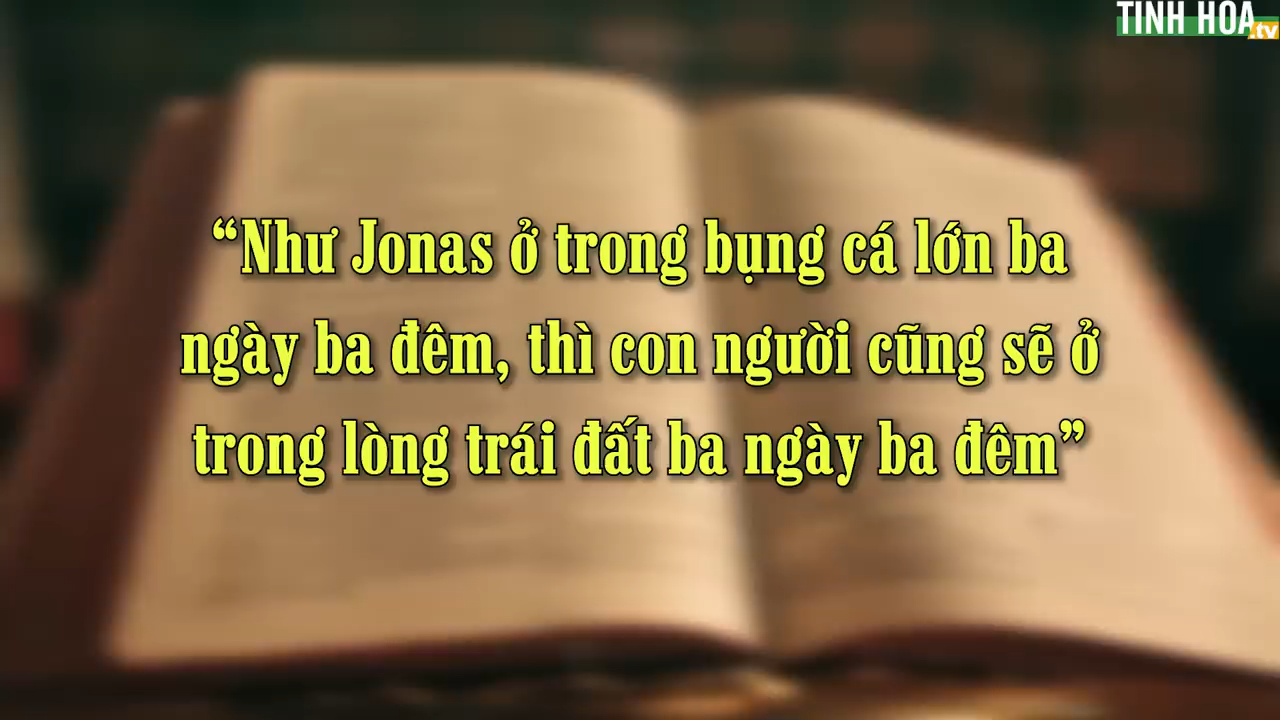 TINH HOA
.tv
“Như Jonas ở trong bụng cá lớn ba
ngày ba đêm, thì con người cũng sẽ ở
trong lòng trái đất ba ngày ba đêm”